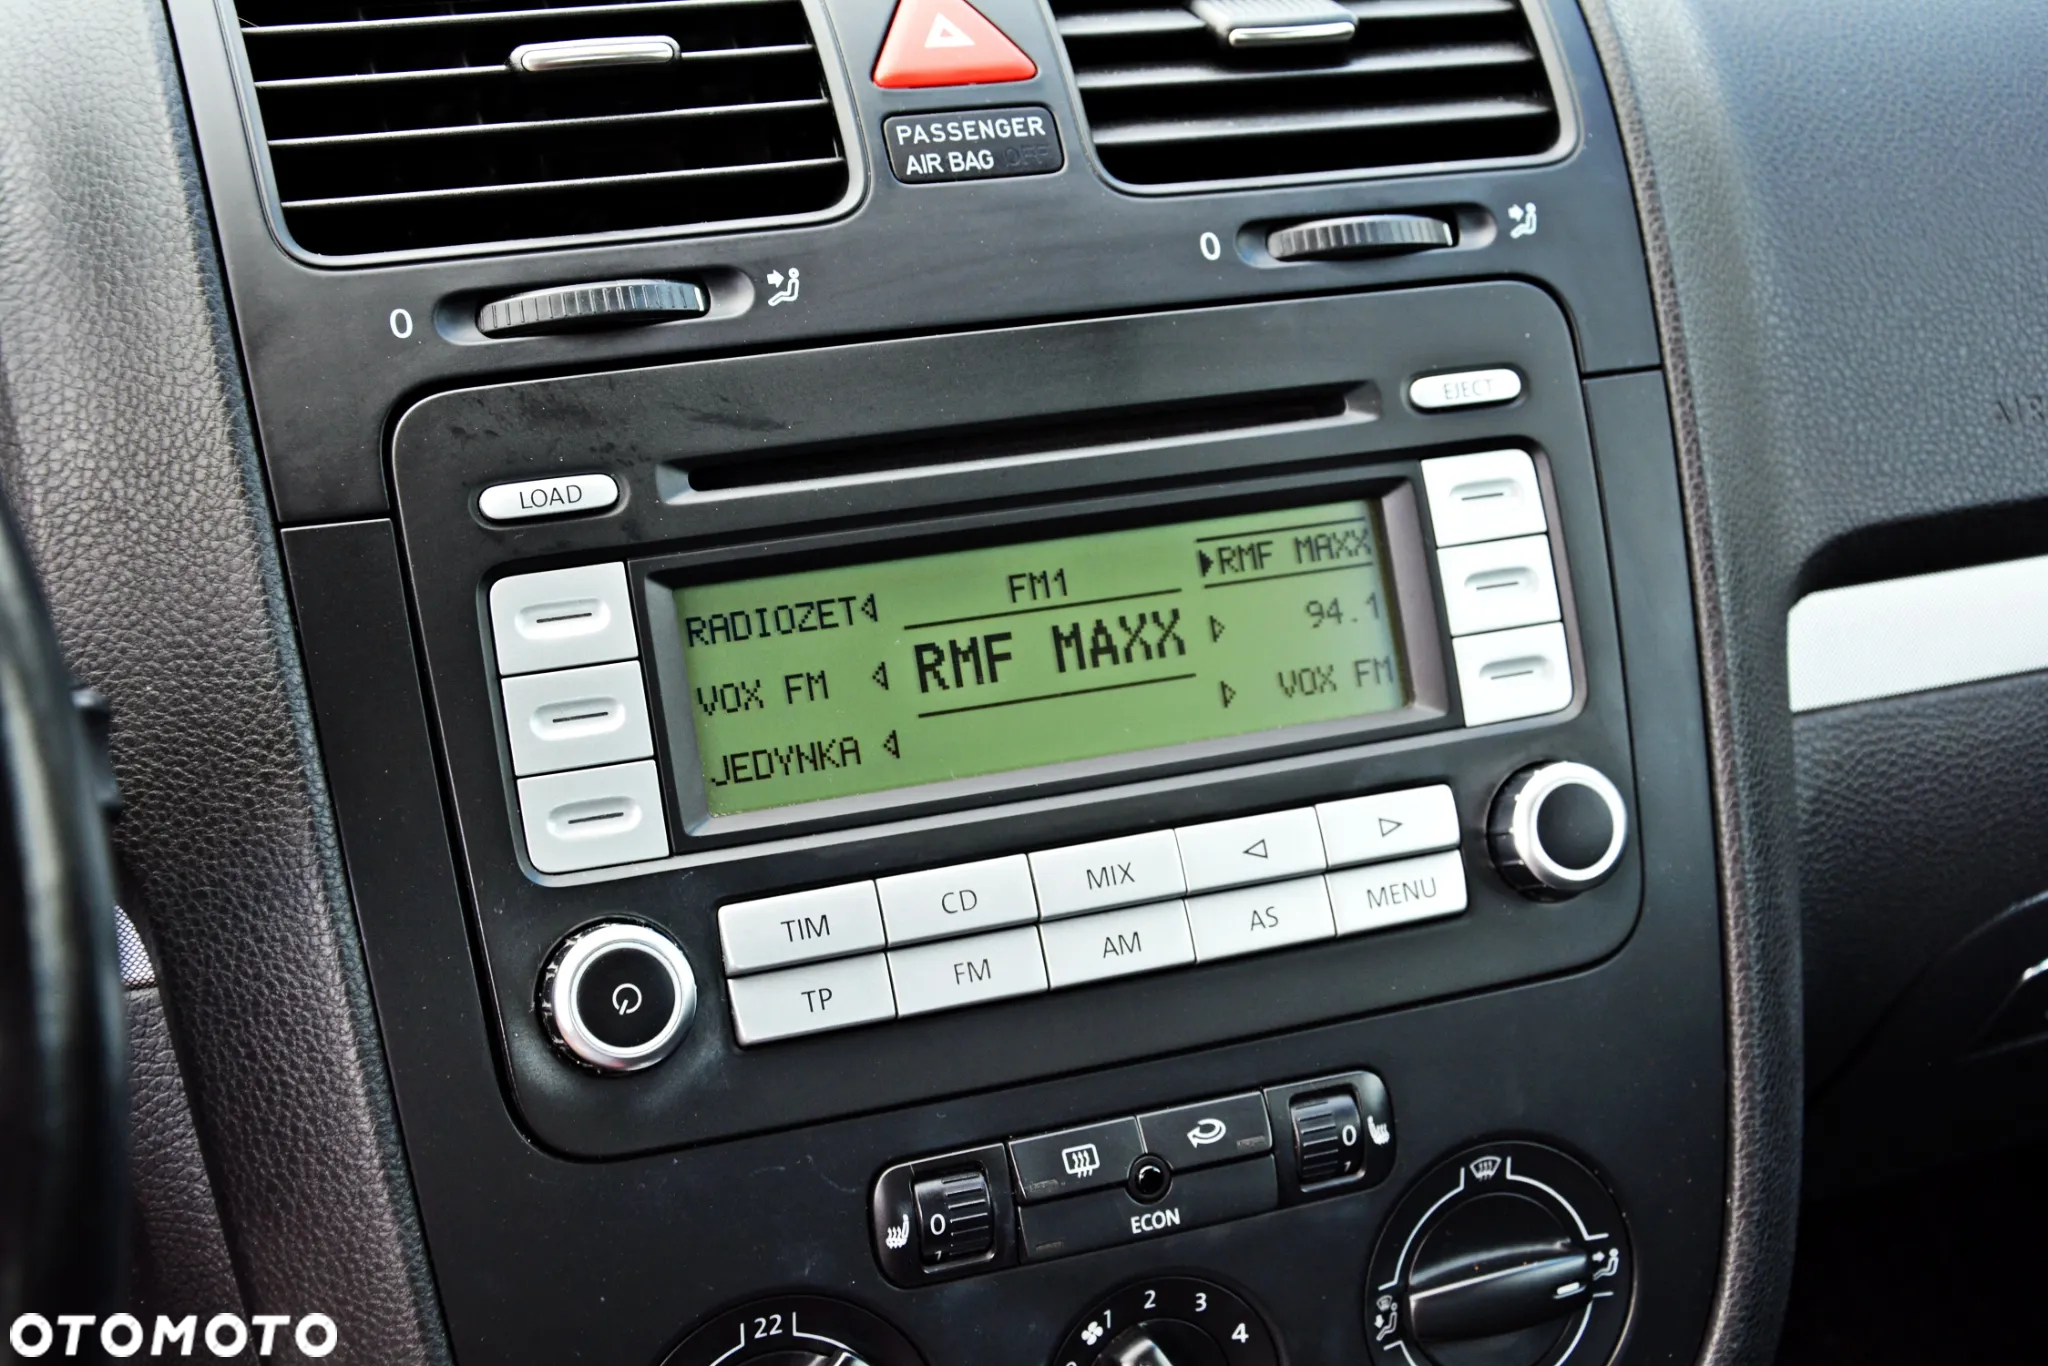 PASSENGER
AIR BAG OFF
0
0
EJECT
LOAD
FM1
RMF MAXX
RADIOZET
RMF MAXX
94.1
VOX FM
VOX FM
JEDYNKA
TIM CD MIX
TP FM AM AS MENU
0
0
ECON
22
1 2 3 4
OTOMOTO